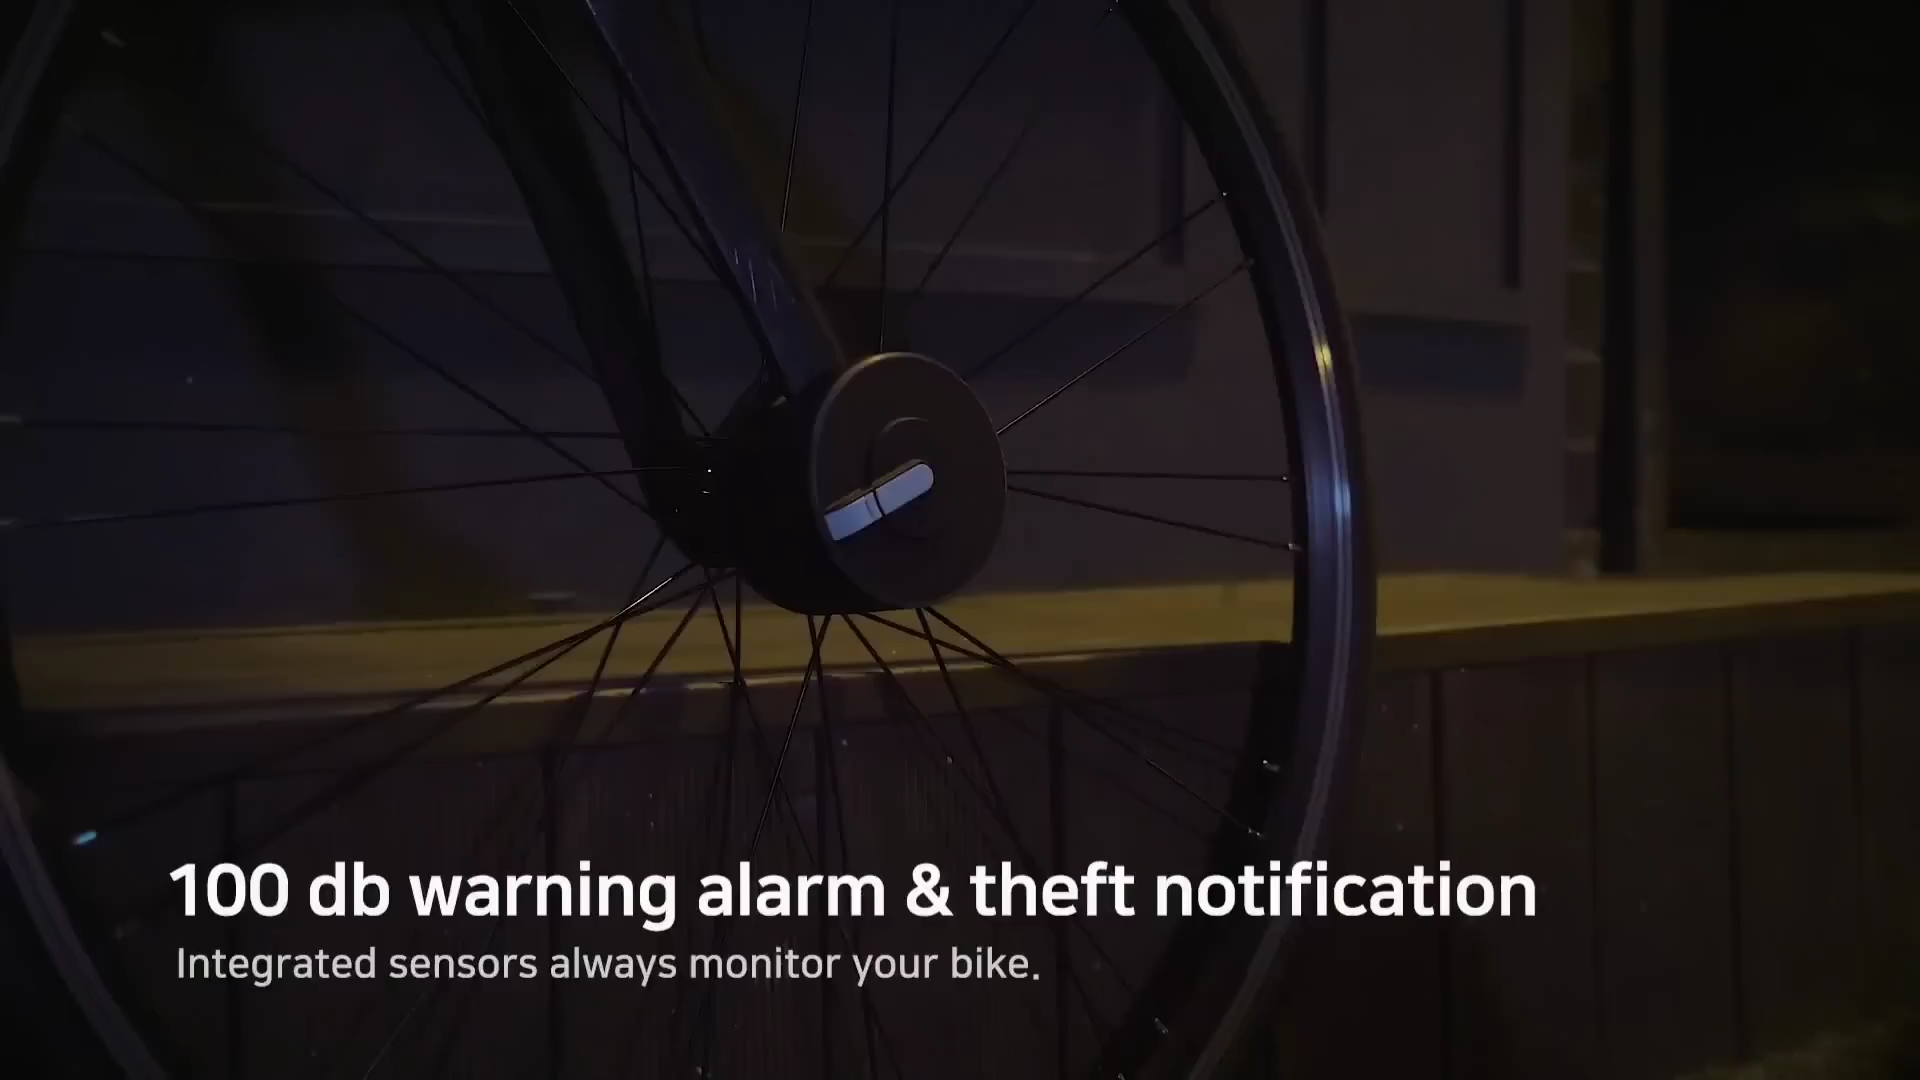 100 db warning alarm & theft notification
Integrated sensors always monitor your bike.